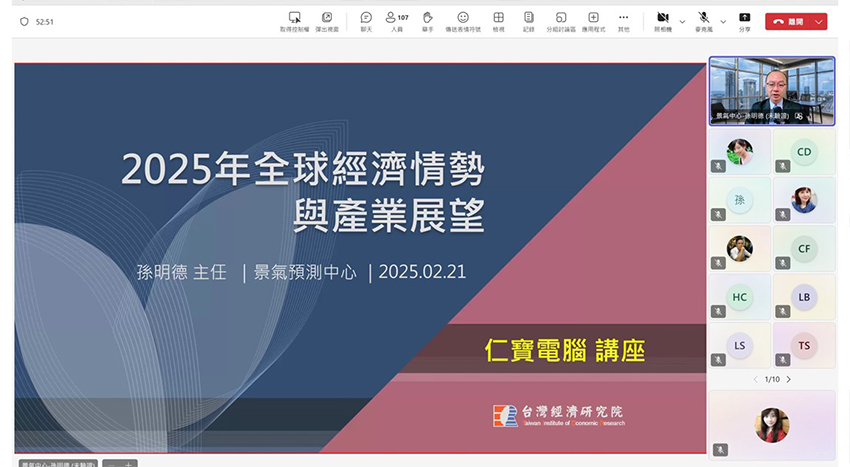 52:51
取得控制權
彈出視窗
聊天
107
人員
舉手
傳送表情符號
檢視
記錄
分組討論區
應用程式
其他
照相機
麥克風
分享
離開
2025年全球經濟情勢
與產業展望
孫明德 主任 | 景氣預測中心 | 2025.02.21
仁寶電腦 講座
台灣經濟研究院
Taiwan Institute of Economic Research
景氣中心-孫明德 (未驗證)
CD
孫
CF
HC
LB
LS
TS
1/10
景氣中心-孫明德 (未驗證)